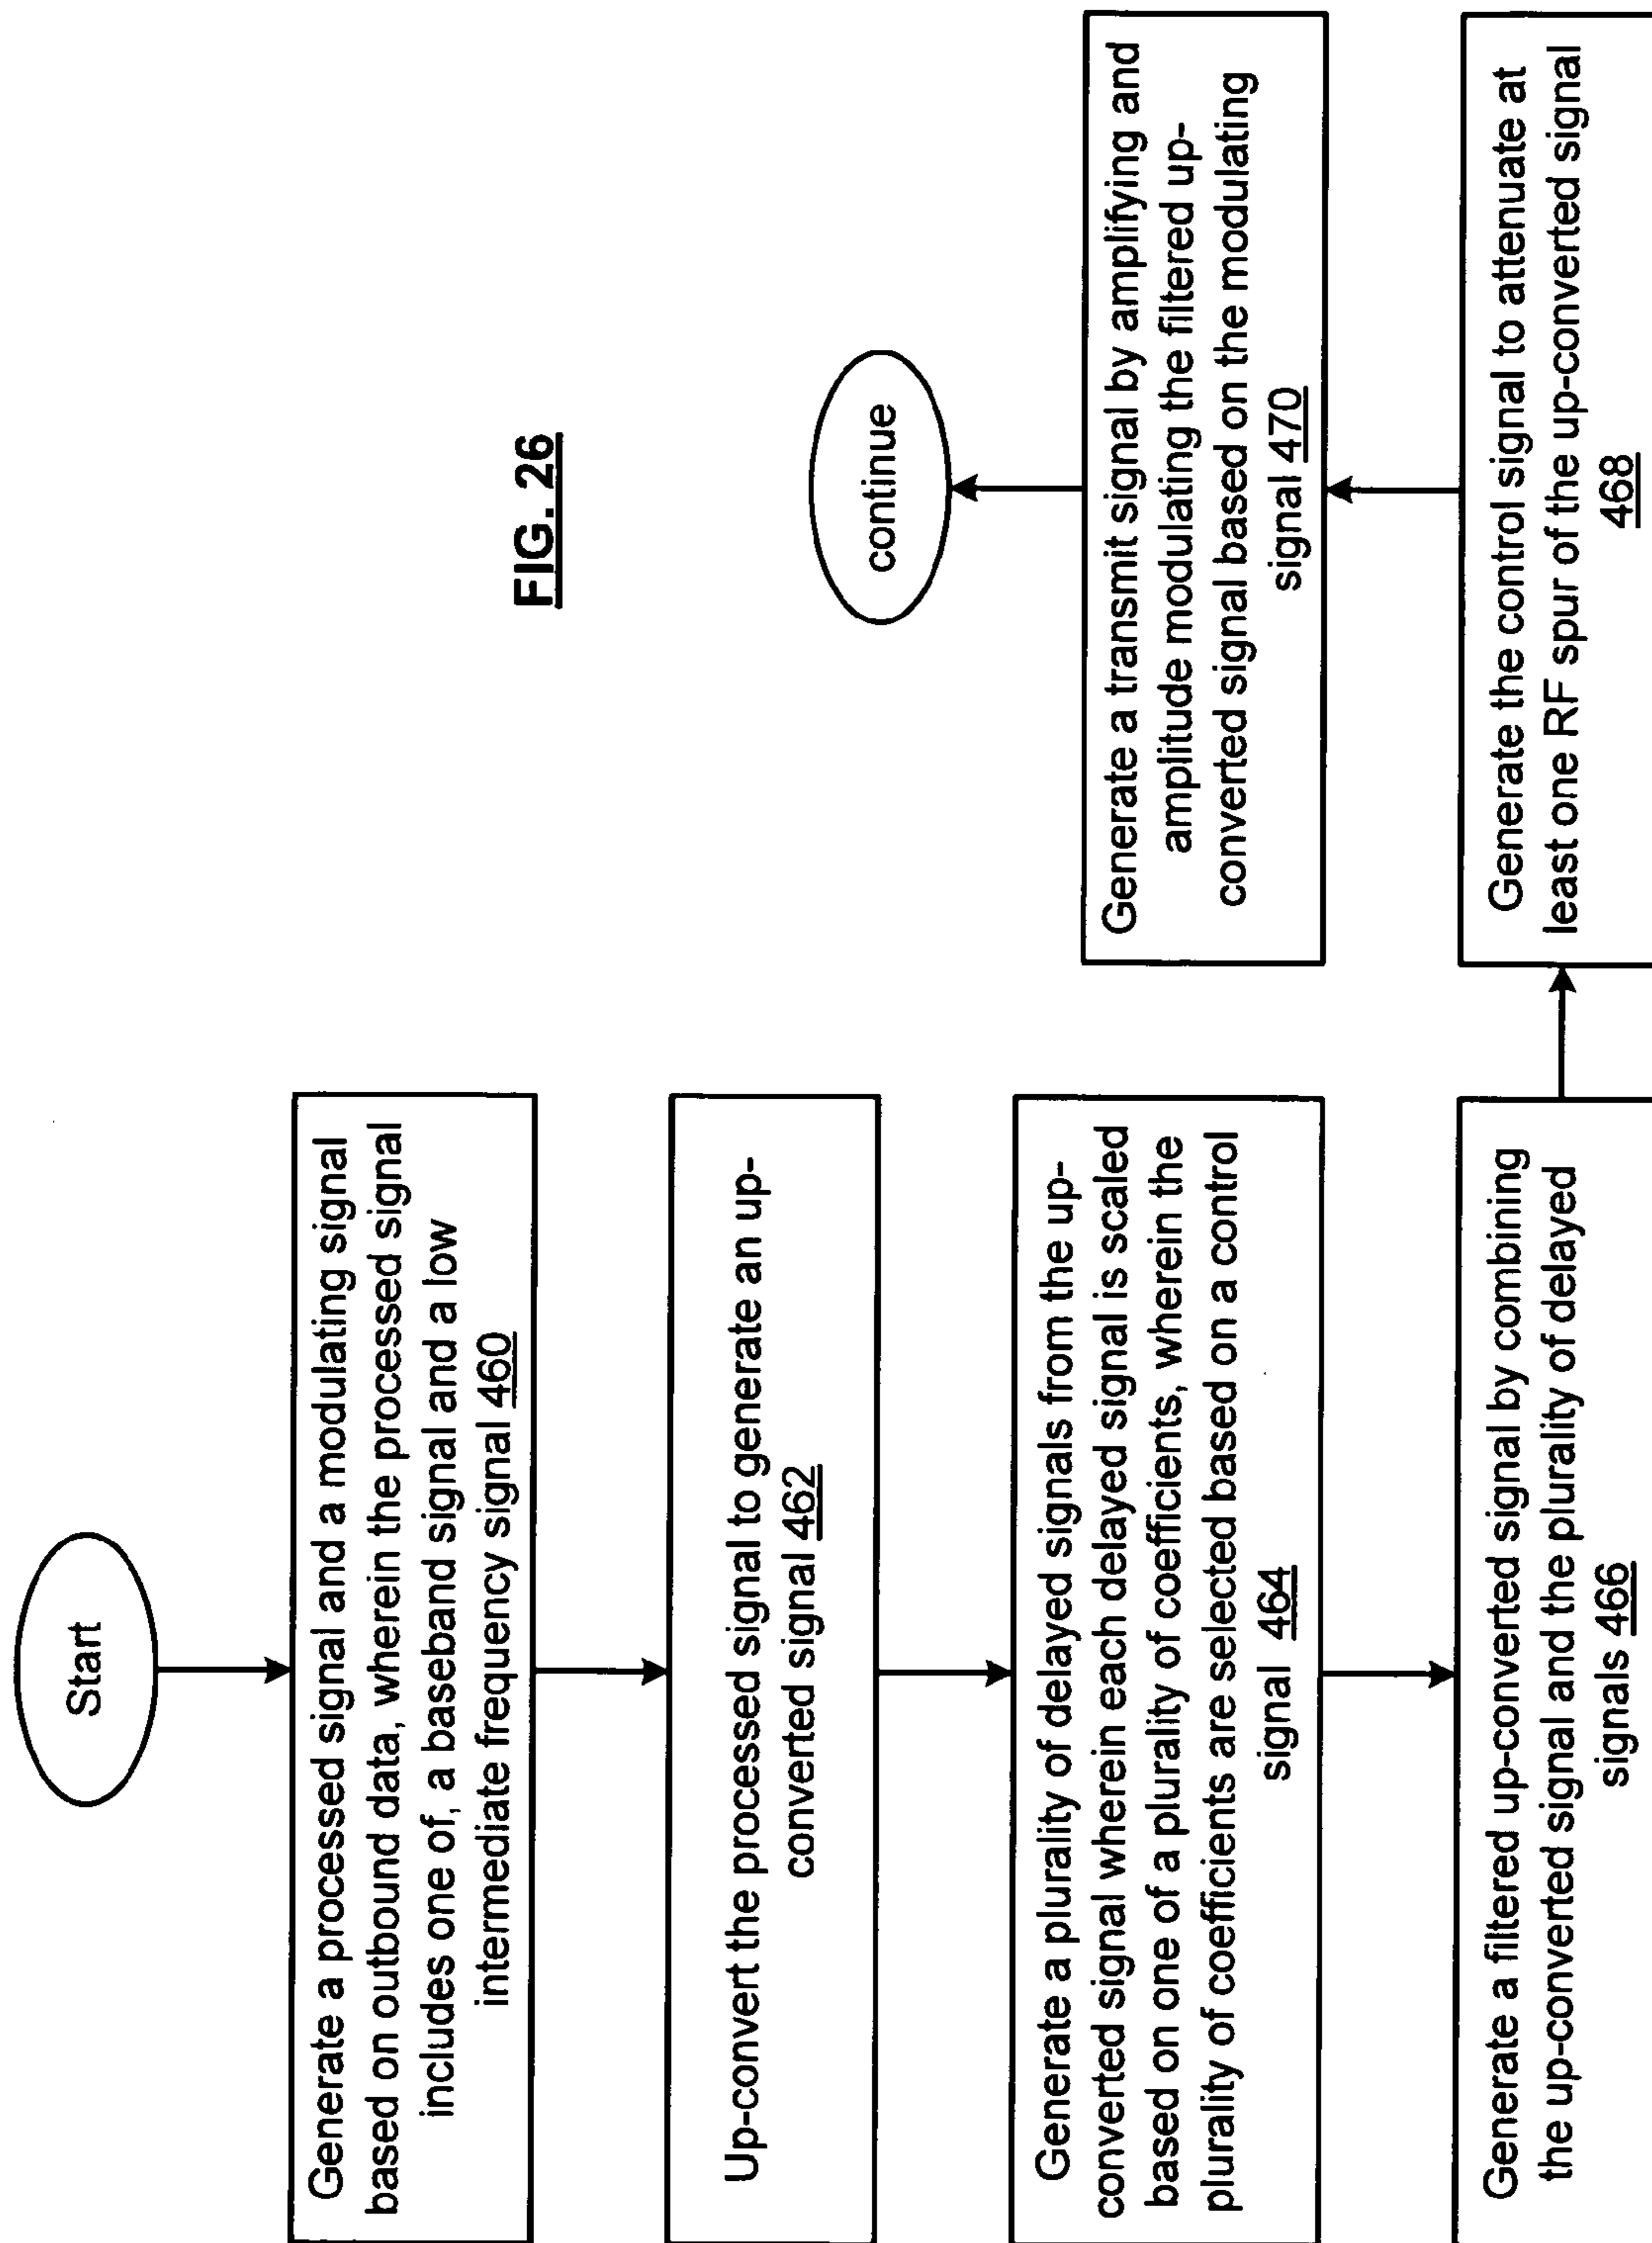 Start
Generate a processed signal and a modulating signal
based on outbound data, wherein the processed signal
includes one of, a baseband signal and a low
intermediate frequency signal 460
Up-convert the processed signal to generate an up-
converted signal 462
Generate a plurality of delayed signals from the up-
converted signal wherein each delayed signal is scaled
based on one of a plurality of coefficients, wherein the
plurality of coefficients are selected based on a control
signal 464
Generate a filtered up-converted signal by combining
the up-converted signal and the plurality of delayed
signals 466
Generate the control signal to attenuate at
least one RF spur of the up-converted signal
468
Generate a transmit signal by amplifying and
amplitude modulating the filtered up-
converted signal based on the modulating
signal 470
continue
FIG. 26